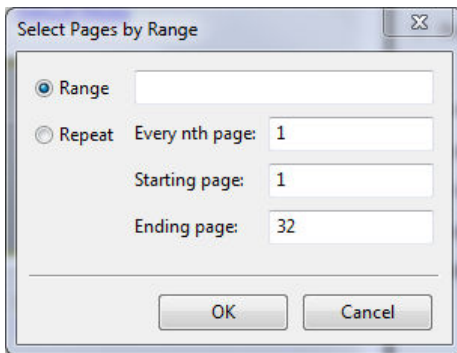 Select Pages by Range
Range
Repeat Every nth page: 1
Starting page: 1
Ending page: 32
OK Cancel